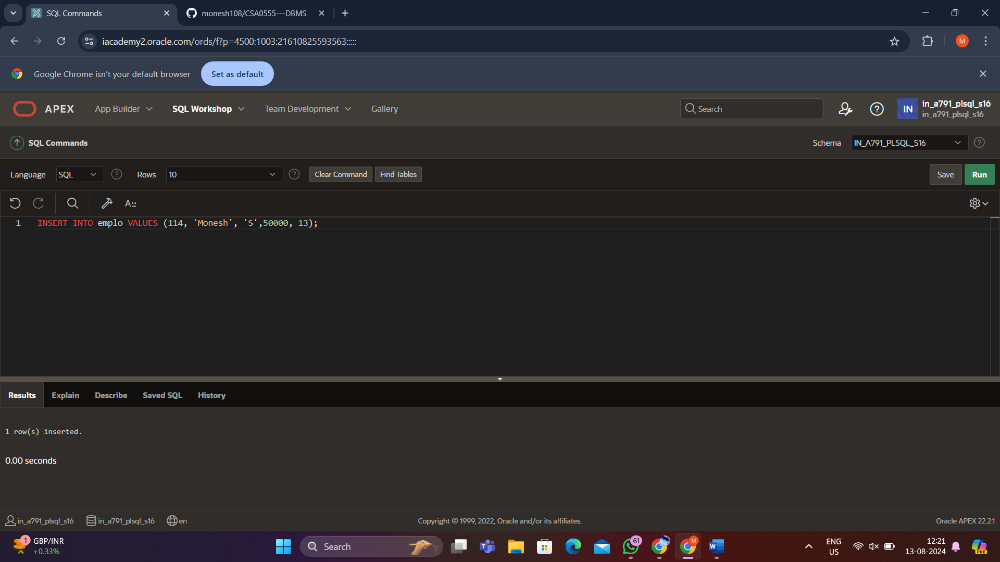 SQL Commands
monesh108/CSA0555---DBMS
iacademy2.oracle.com/ords/f?p=4500:1003:21610825593563:::::
M
Google Chrome isn't your default browser
Set as default
APEX
App Builder
SQL Workshop
Team Development
Gallery
Search
IN
in_a791_plsql_s16
in_a791_plsql_s16
SQL Commands
Schema
IN_A791_PLSQL_S16
Language
SQL
Rows
10
Clear Command
Find Tables
Save
Run
A::
1 INSERT INTO emplo VALUES (114, 'Monesh', 'S',50000, 13);
Results
Explain
Describe
Saved SQL
History
1 row(s) inserted.
0.00 seconds
in_a791_plsql_s16
in_a791_plsql_s16
en
Copyright © 1999, 2022, Oracle and/or its affiliates.
Oracle APEX 22.2.1
1
GBP/INR
+0.33%
Search
61
M
W
ENG
US
12:21
13-08-2024
PRE